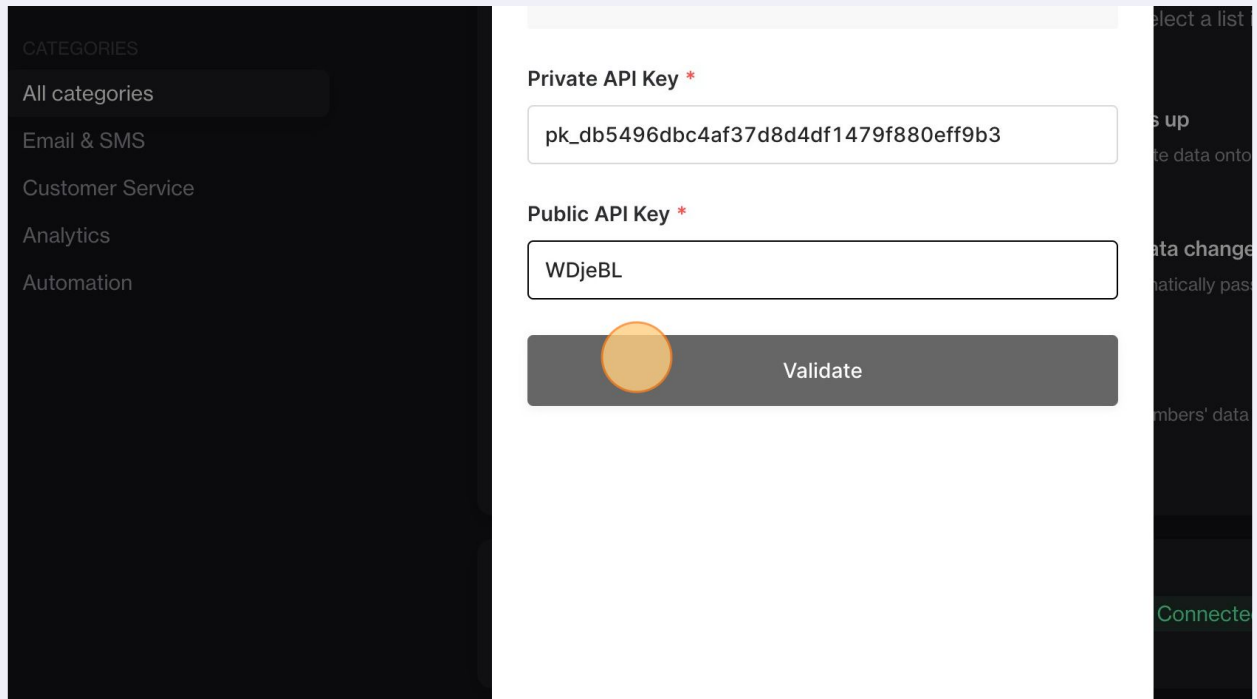 CATEGORIES
All categories
Email & SMS
Customer Service
Analytics
Automation
Private API Key *
pk_db5496dbc4af37d8d4df1479f880eff9b3
Public API Key *
WDjeBL
Validate
elect a list
s up
te data onto
ata change
matically pass
mbers' data
Connecte